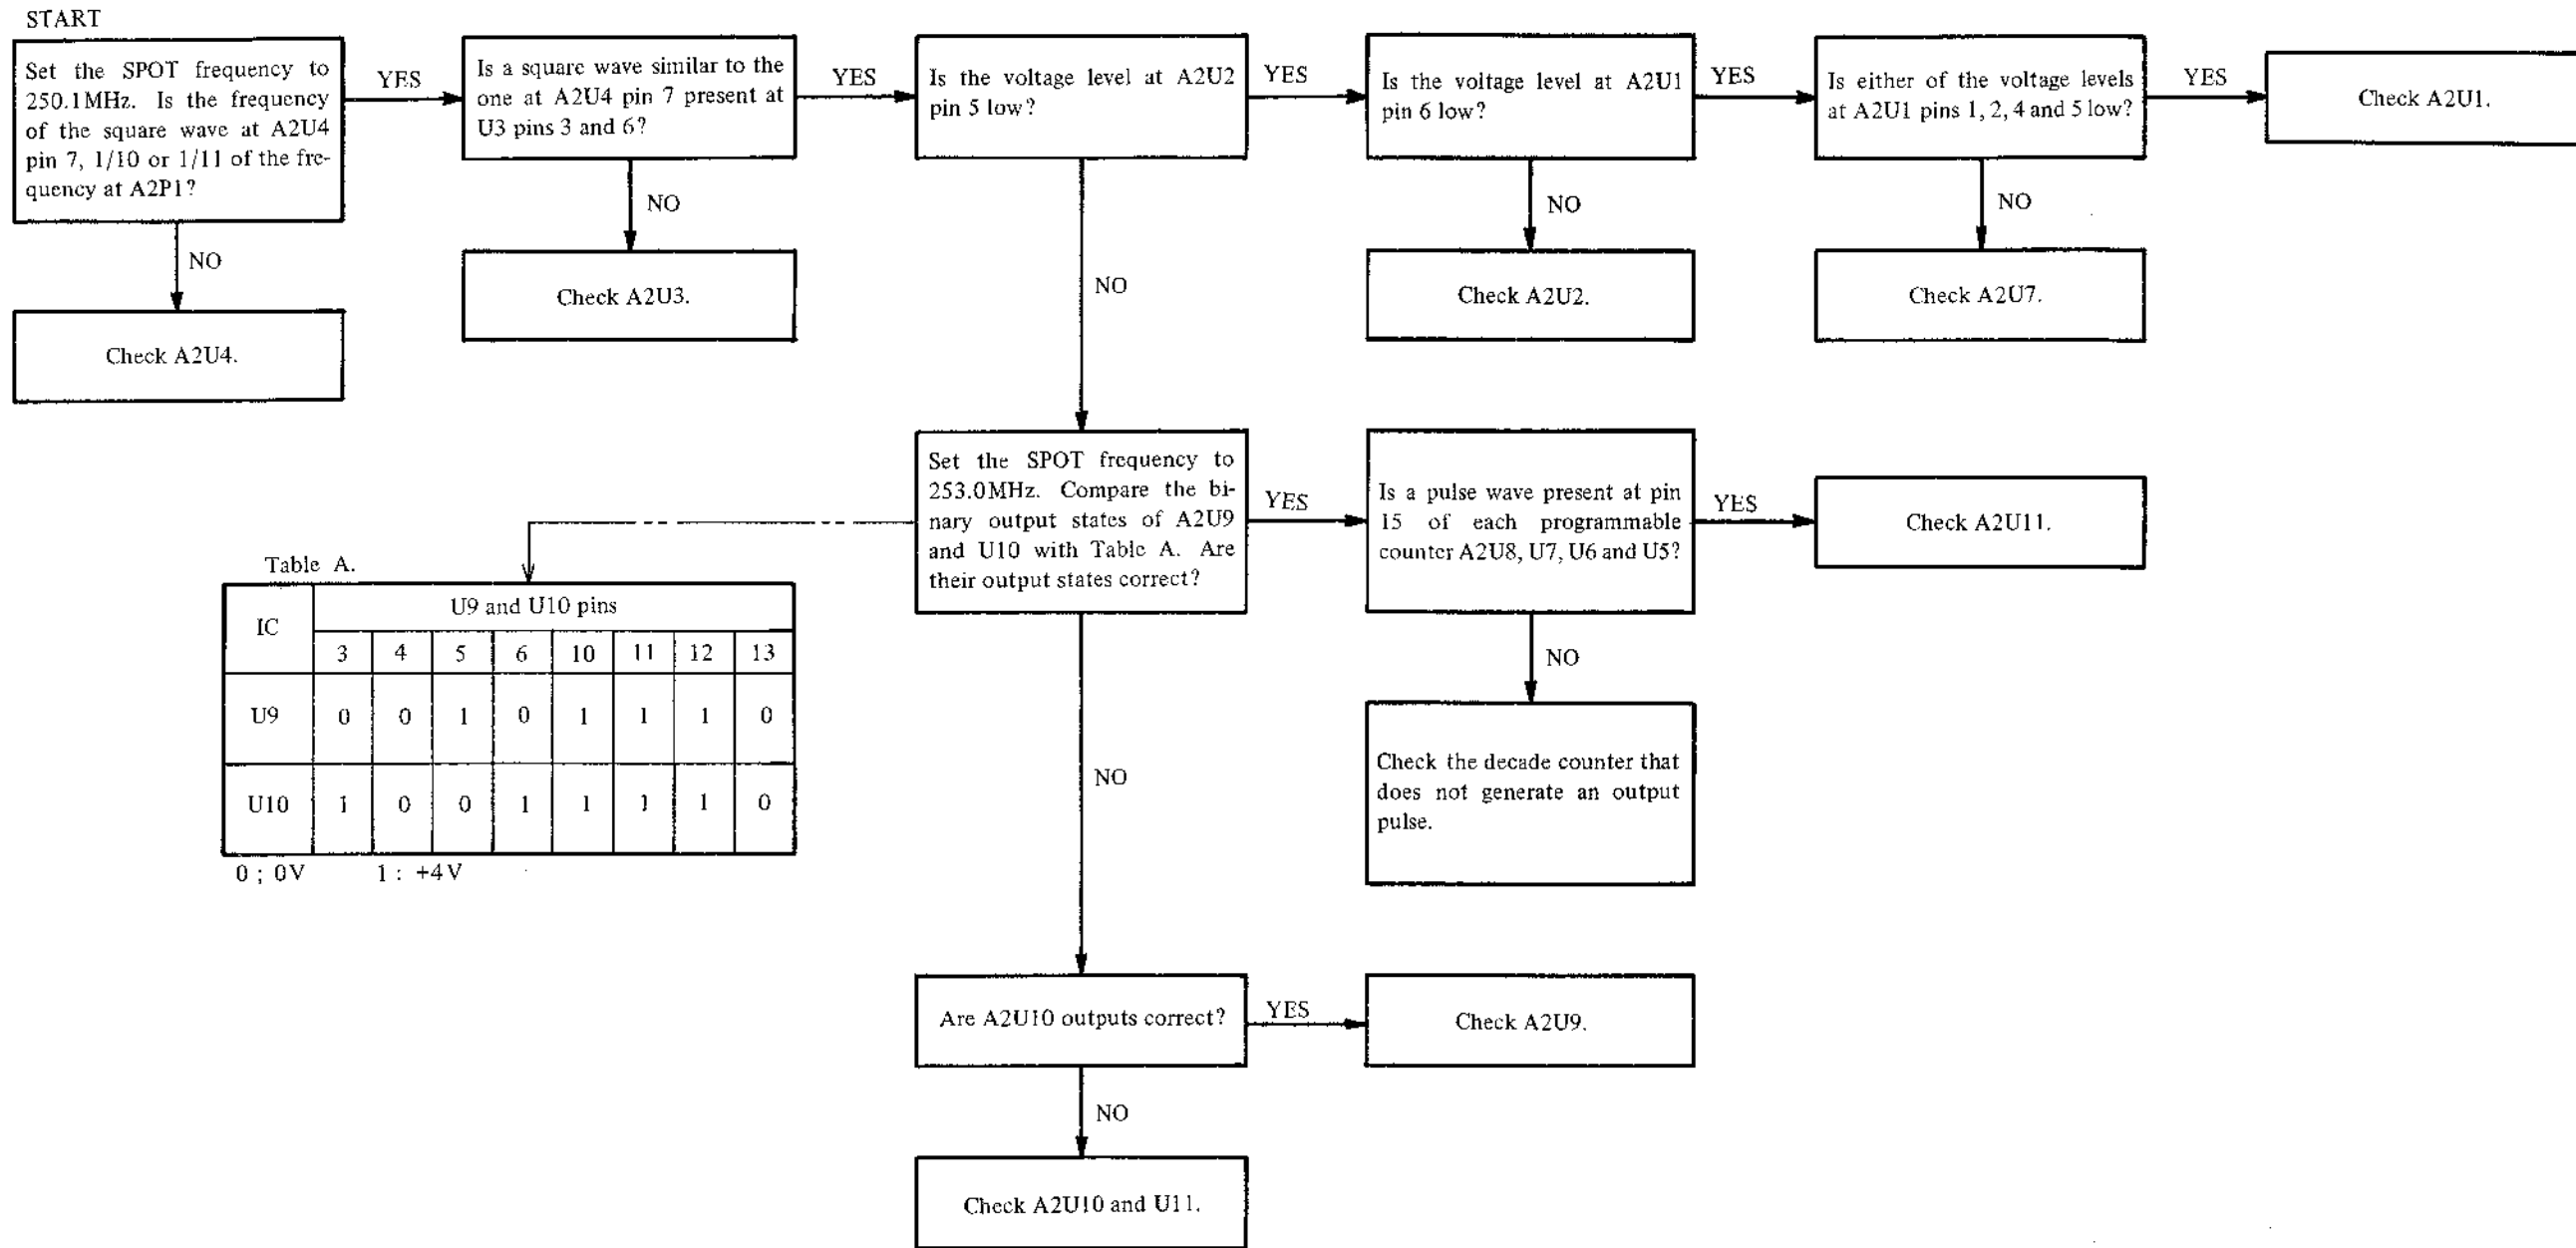 START
Set the SPOT frequency to
250.1MHz. Is the frequency
of the square wave at A2U4
pin 7, 1/10 or 1/11 of the fre-
quency at A2P1?
YES
Is a square wave similar to the
one at A2U4 pin 7 present at
U3 pins 3 and 6?
YES
Is the voltage level at A2U2
pin 5 low?
YES
Is the voltage level at A2U1
pin 6 low?
YES
Is either of the voltage levels
at A2U1 pins 1, 2, 4 and 5 low?
YES
Check A2U1.
NO
Check A2U4.
NO
Check A2U3.
NO
NO
Check A2U2.
NO
Check A2U7.
Set the SPOT frequency to
253.0MHz. Compare the bi-
nary output states of A2U9
and U10 with Table A. Are
their output states correct?
YES
Is a pulse wave present at pin
15 of each programmable
counter A2U8, U7, U6 and U5?
YES
Check A2U11.
Table A.
IC U9 and U10 pins
3 4 5 6 10 11 12 13
U9 0 0 1 0 1 1 1 0
U10 1 0 0 1 1 1 1 0
0 ; 0V 1 : +4V
NO
NO
Check the decade counter that
does not generate an output
pulse.
Are A2U10 outputs correct?
YES
Check A2U9.
NO
Check A2U10 and U11.